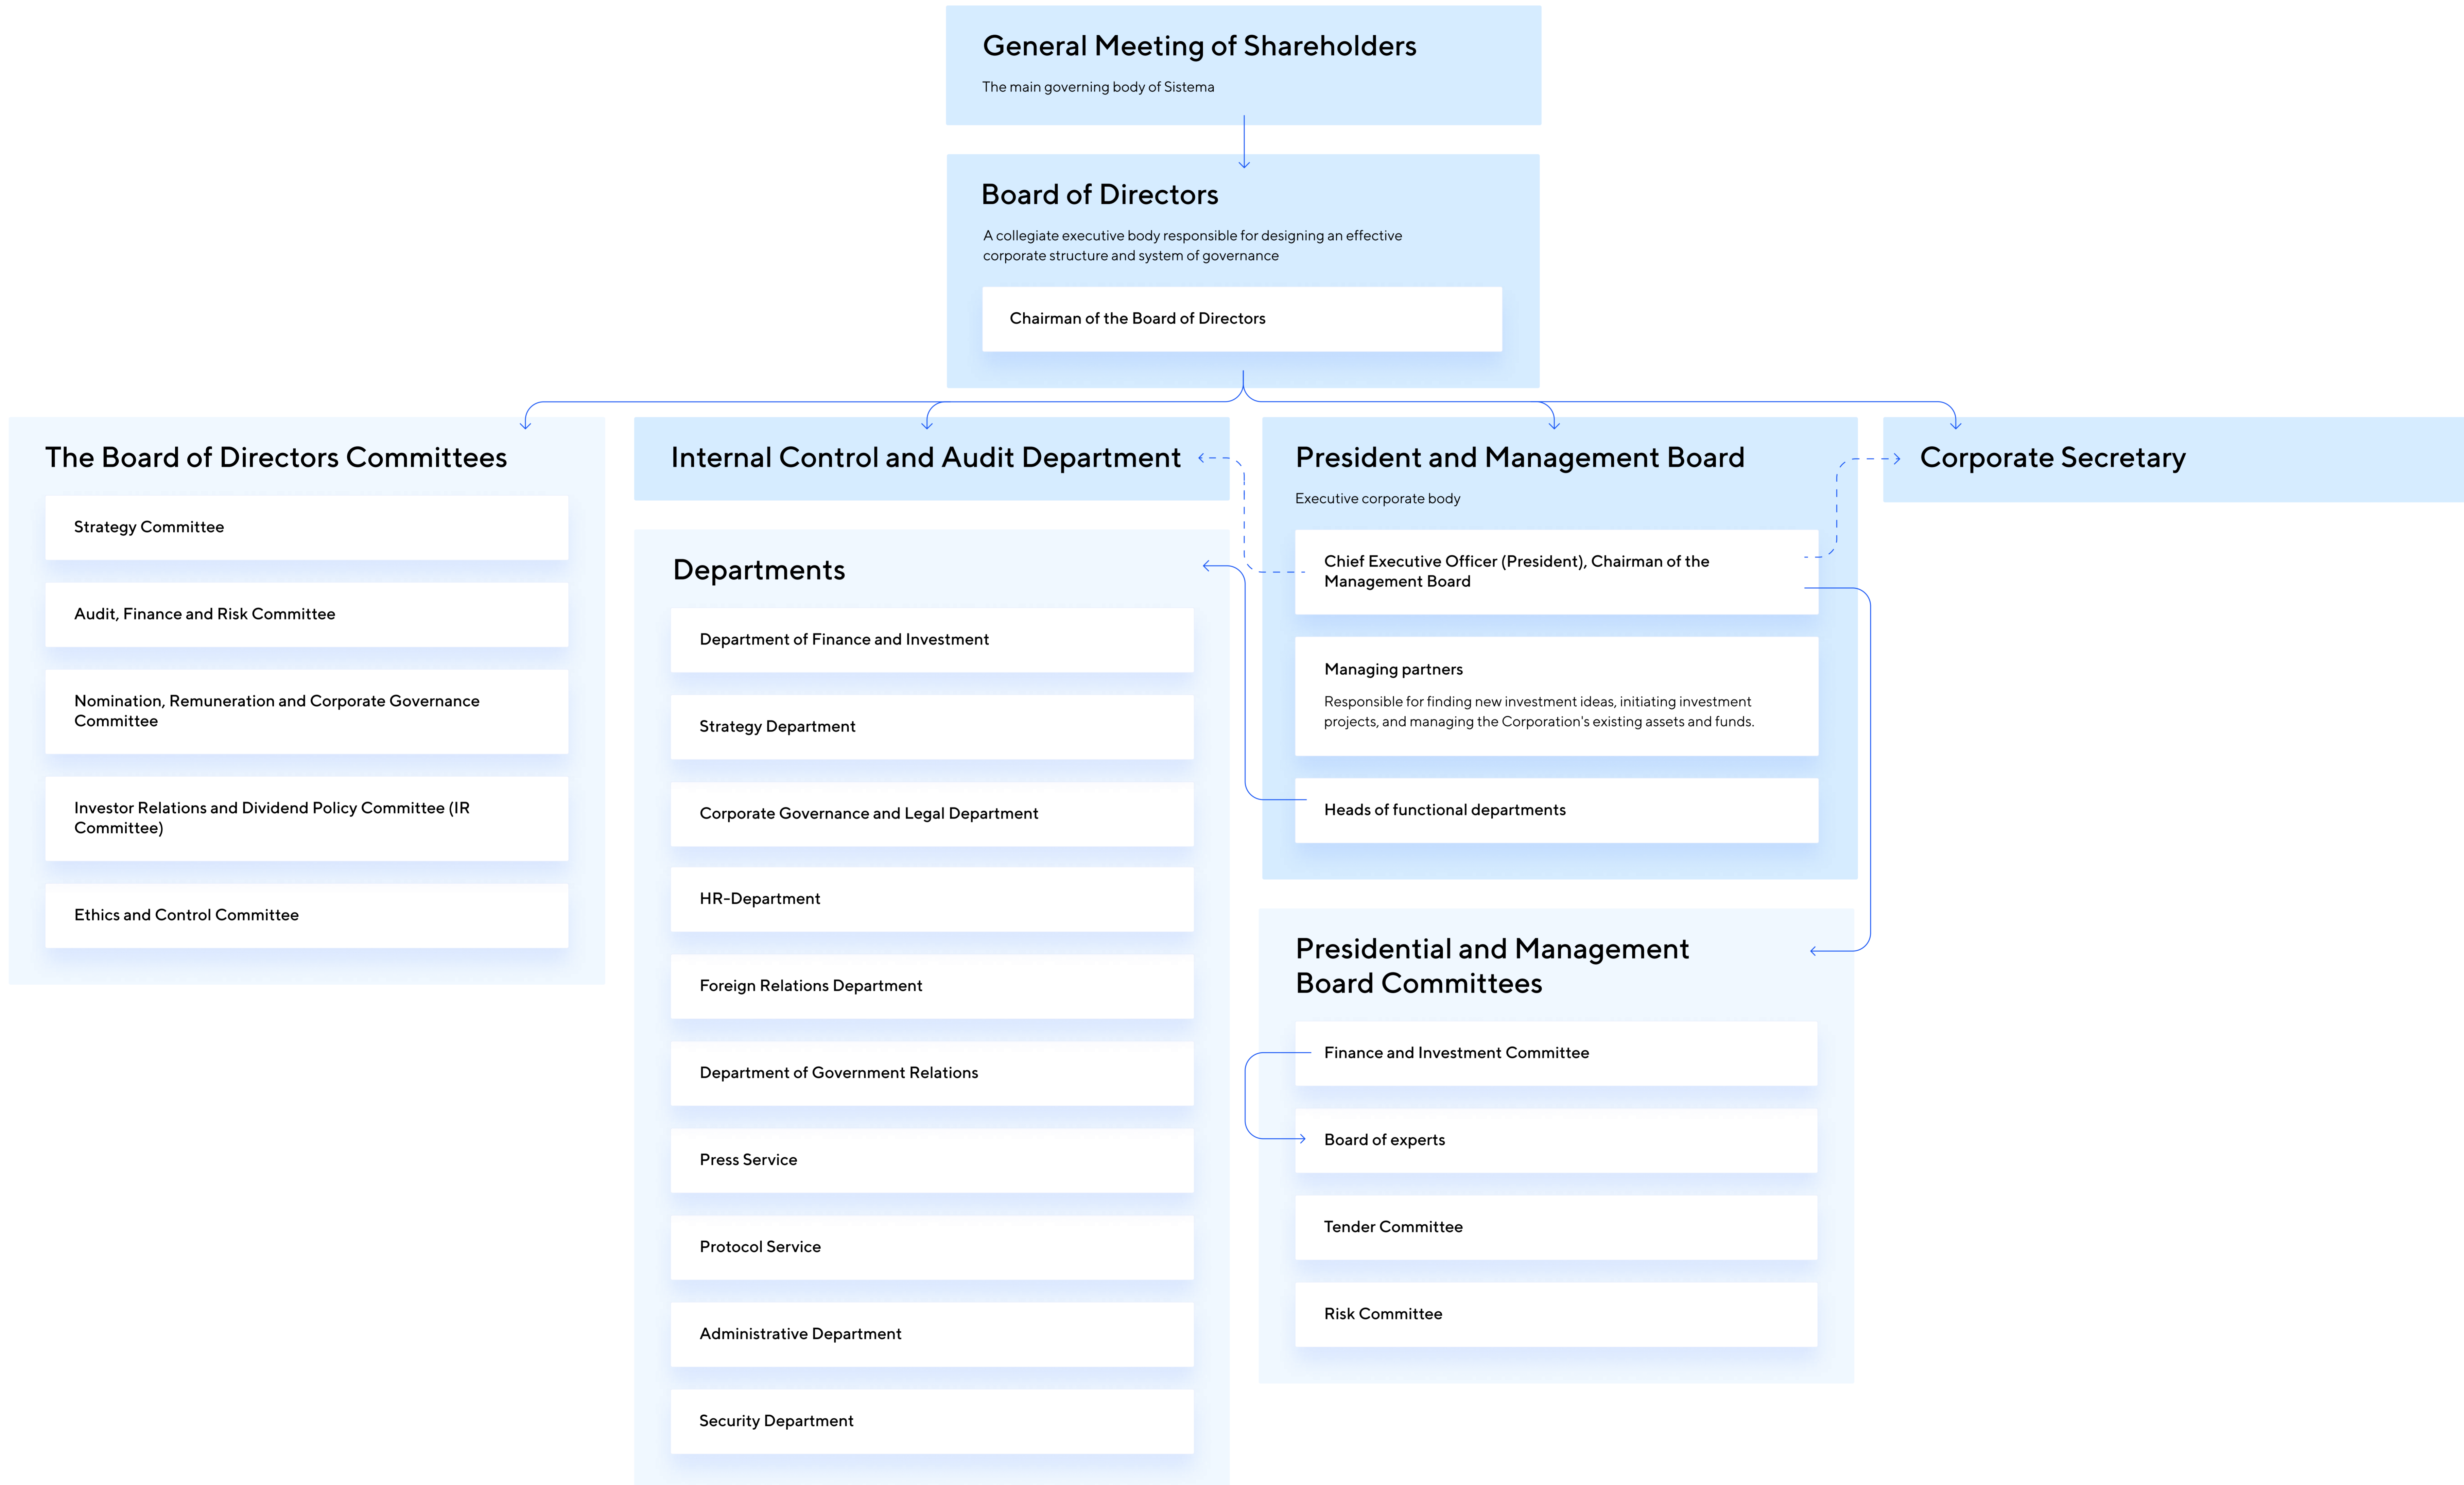 General Meeting of Shareholders
The main governing body of Sistema
Board of Directors
A collegiate executive body responsible for designing an effective
corporate structure and system of governance
Chairman of the Board of Directors
The Board of Directors Committees
Strategy Committee
Audit, Finance and Risk Committee
Nomination, Remuneration and Corporate Governance
Committee
Investor Relations and Dividend Policy Committee (IR
Committee)
Ethics and Control Committee
Internal Control and Audit Department
Departments
Department of Finance and Investment
Strategy Department
Corporate Governance and Legal Department
HR-Department
Foreign Relations Department
Department of Government Relations
Press Service
Protocol Service
Administrative Department
Security Department
President and Management Board
Executive corporate body
Chief Executive Officer (President), Chairman of the
Management Board
Managing partners
Responsible for finding new investment ideas, initiating investment
projects, and managing the Corporation's existing assets and funds.
Heads of functional departments
Presidential and Management
Board Committees
Finance and Investment Committee
Board of experts
Tender Committee
Risk Committee
Corporate Secretary